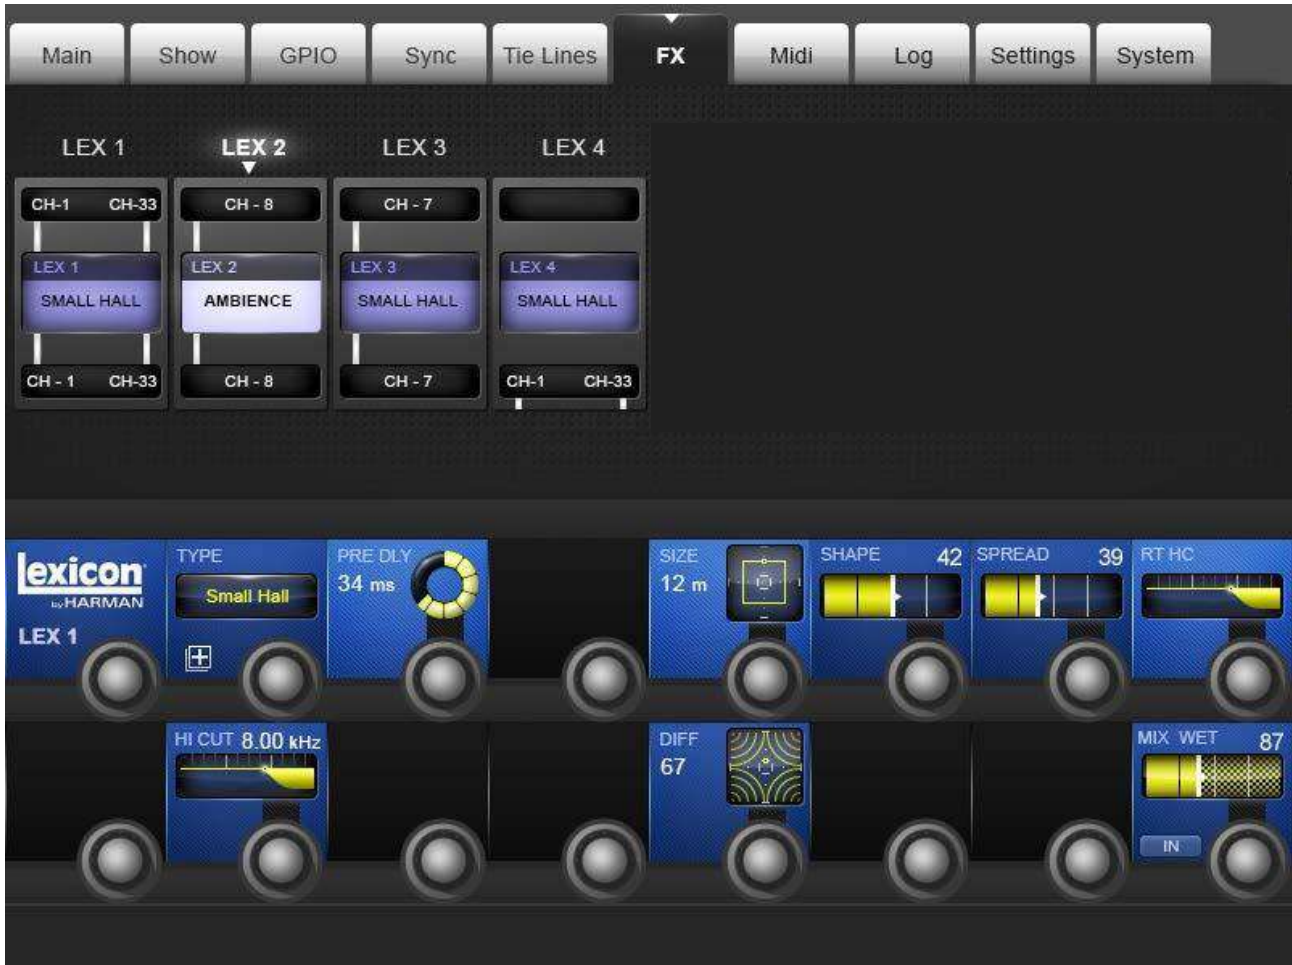 Main Show GPIO Sync Tie Lines FX Midi Log Settings System
LEX 1 LEX 2 LEX 3 LEX 4
CH-1 CH-33 CH - 8 CH - 7
LEX 1 LEX 2 LEX 3 LEX 4
SMALL HALL AMBIENCE SMALL HALL SMALL HALL
CH - 1 CH-33 CH - 8 CH - 7 CH-1 CH-33
lexicon TYPE PRE DLY SIZE SHAPE 42 SPREAD 39 RT HC
by HARMAN Small Hall 34 ms 12 m
LEX 1
HI CUT 8.00 kHz DIFF MIX WET 87
67
IN